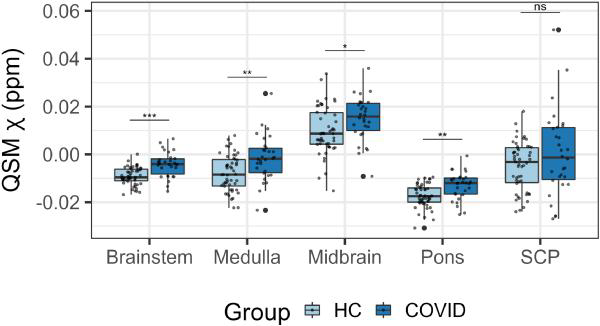 0.06
ns
0.04
*
**
0.02
***
**
0.00
-0.02
QSM χ (ppm)
Brainstem Medulla Midbrain Pons SCP
Group HC COVID